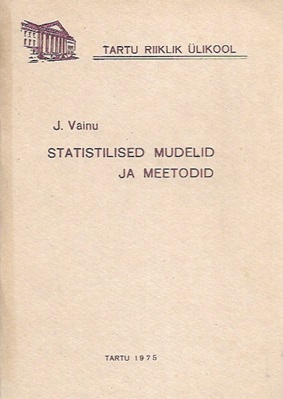 TARTU RIIKLIK ÜLIKOOL
J. Vainu
STATISTILISED MUDELID
JA MEETODID
TARTU 1975